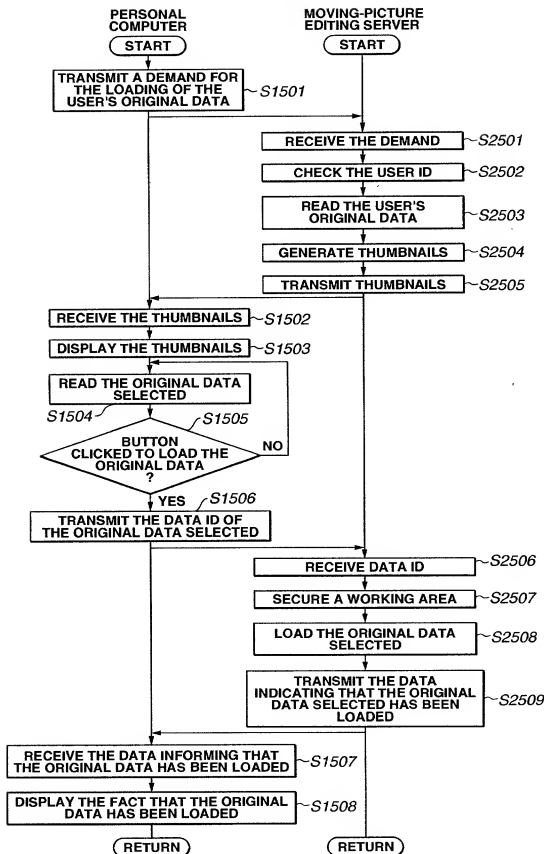 PERSONAL
COMPUTER
MOVING-PICTURE
EDITING SERVER
START
START
TRANSMIT A DEMAND FOR
THE LOADING OF THE
USER'S ORIGINAL DATA
S1501
RECEIVE THE DEMAND
S2501
CHECK THE USER ID
S2502
READ THE USER'S
ORIGINAL DATA
S2503
GENERATE THUMBNAILS
S2504
TRANSMIT THUMBNAILS
S2505
RECEIVE THE THUMBNAILS
S1502
DISPLAY THE THUMBNAILS
S1503
READ THE ORIGINAL DATA
SELECTED
S1504
S1505
BUTTON
CLICKED TO LOAD THE
ORIGINAL DATA
?
NO
YES
S1506
TRANSMIT THE DATA ID OF
THE ORIGINAL DATA SELECTED
RECEIVE DATA ID
S2506
SECURE A WORKING AREA
S2507
LOAD THE ORIGINAL DATA
SELECTED
S2508
TRANSMIT THE DATA
INDICATING THAT THE ORIGINAL
DATA SELECTED HAS BEEN
LOADED
S2509
RECEIVE THE DATA INFORMING THAT
THE ORIGINAL DATA HAS BEEN LOADED
S1507
DISPLAY THE FACT THAT THE ORIGINAL
DATA HAS BEEN LOADED
S1508
RETURN
RETURN